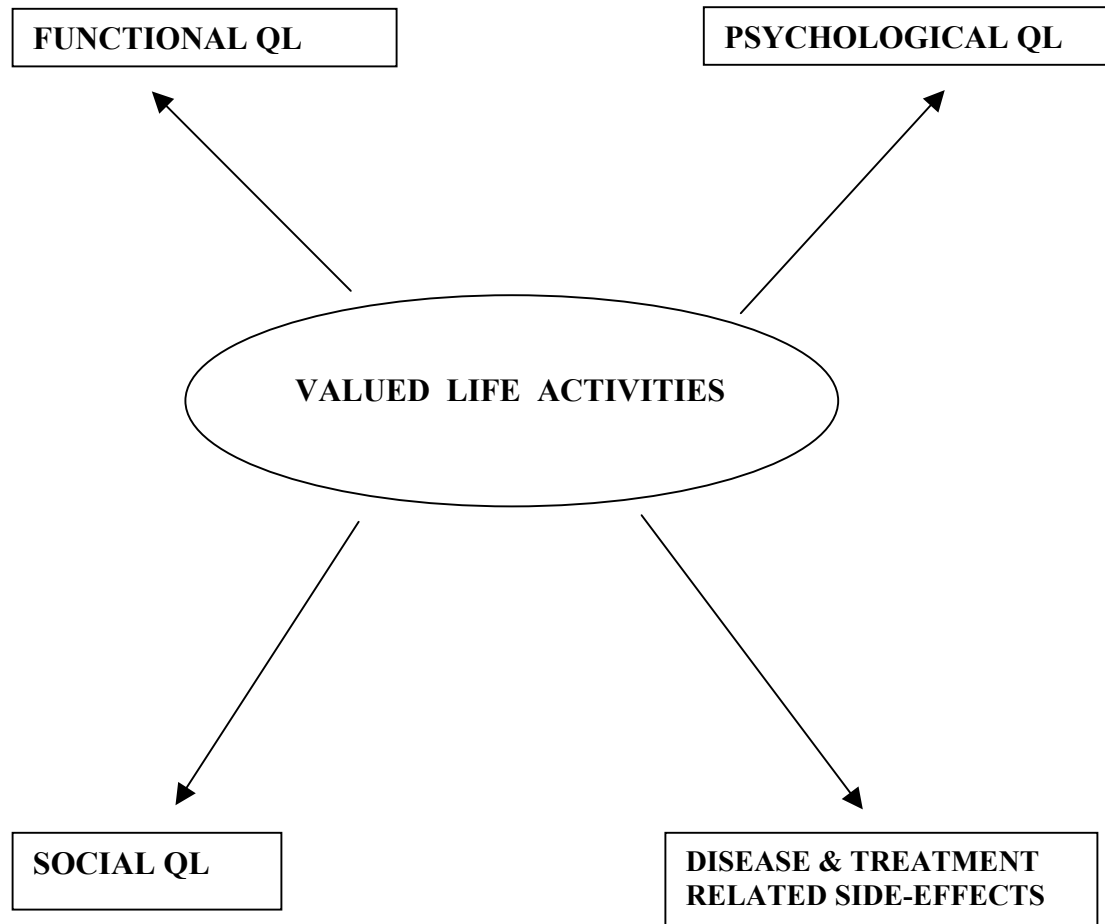 FUNCTIONAL QL
PSYCHOLOGICAL QL
VALUED LIFE ACTIVITIES
SOCIAL QL
DISEASE & TREATMENT
RELATED SIDE-EFFECTS